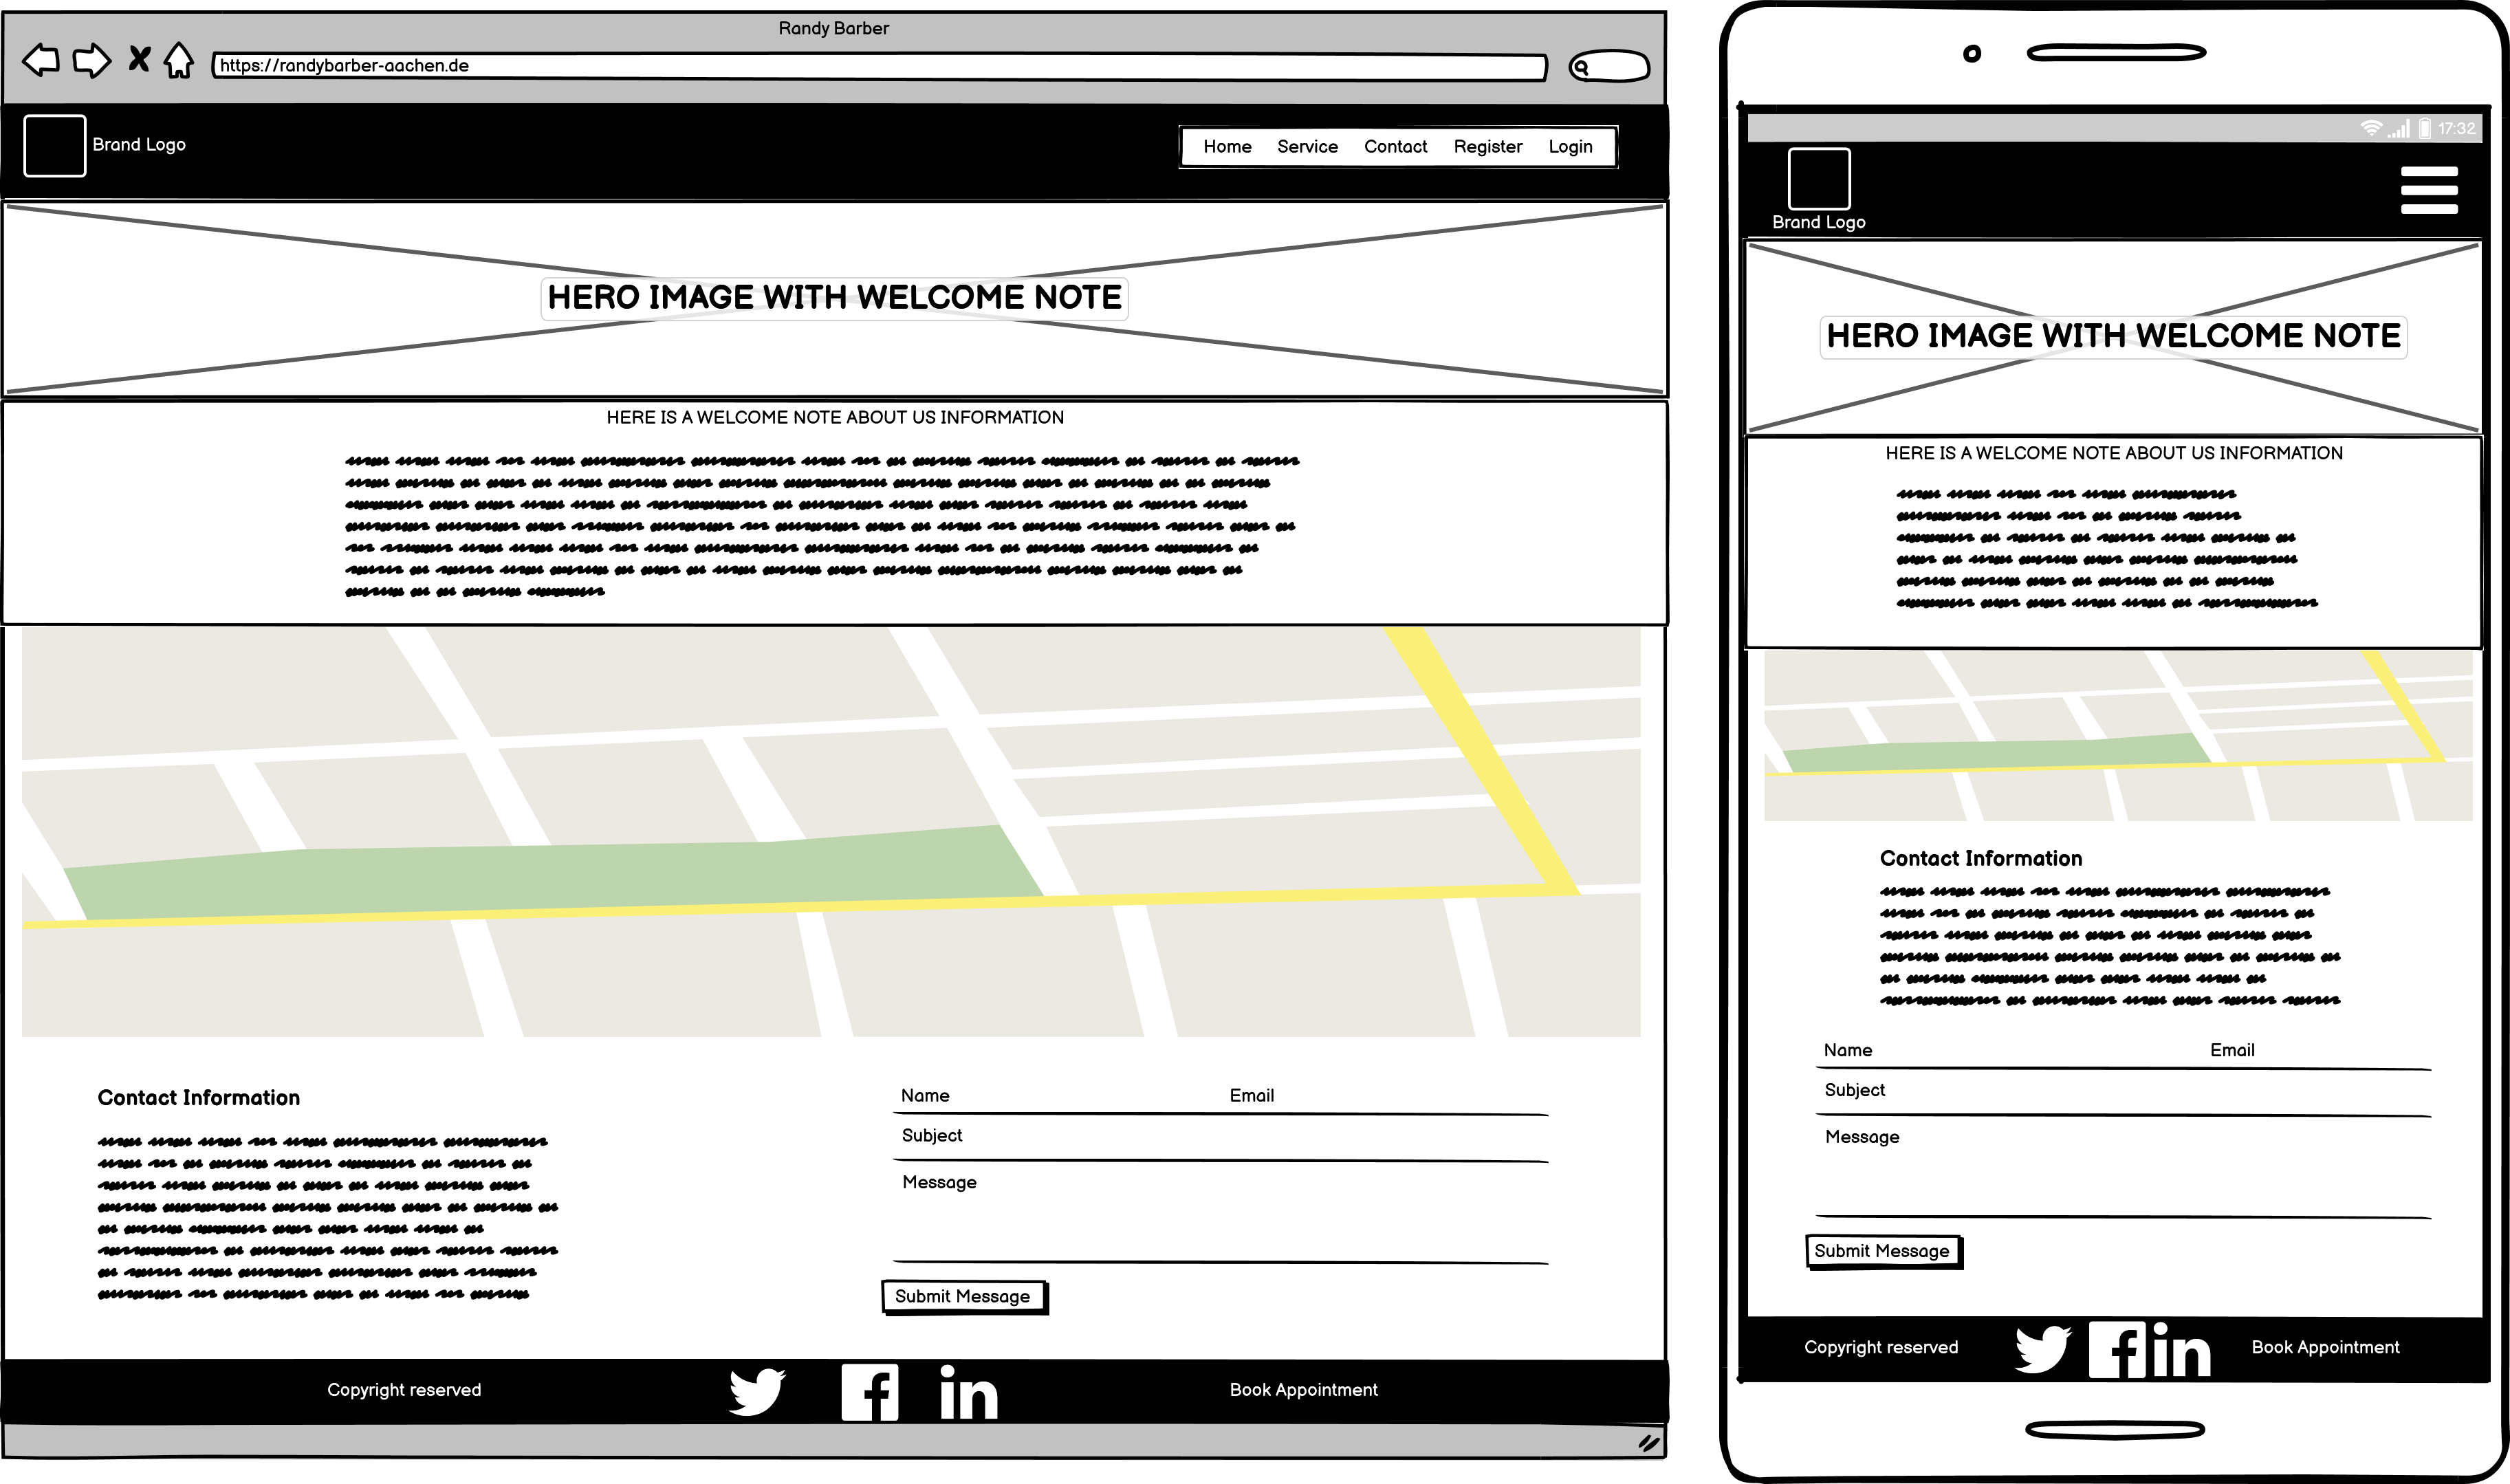 Randy Barber
https://randybarber-aachen.de
Brand Logo
Home Service Contact Register Login
HERO IMAGE WITH WELCOME NOTE
HERE IS A WELCOME NOTE ABOUT US INFORMATION
Contact Information
Name Email
Subject
Message
Submit Message
Copyright reserved
Book Appointment
17:32
Brand Logo
HERO IMAGE WITH WELCOME NOTE
HERE IS A WELCOME NOTE ABOUT US INFORMATION
Contact Information
Name Email
Subject
Message
Submit Message
Copyright reserved
Book Appointment